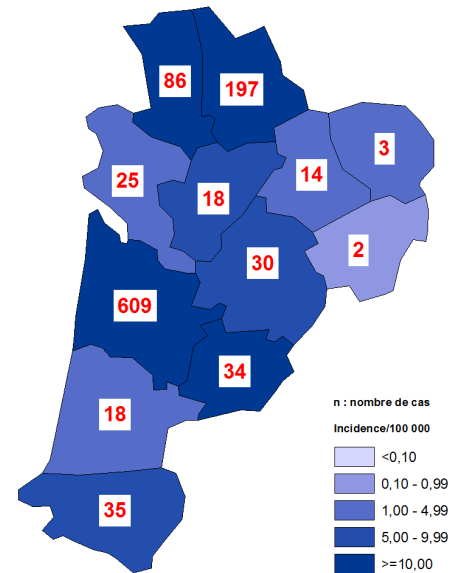 86
197
3
25
14
18
2
30
609
34
18
35
n : nombre de cas
Incidence/100 000
<0,10
0,10 - 0,99
1,00 - 4,99
5,00 - 9,99
>=10,00